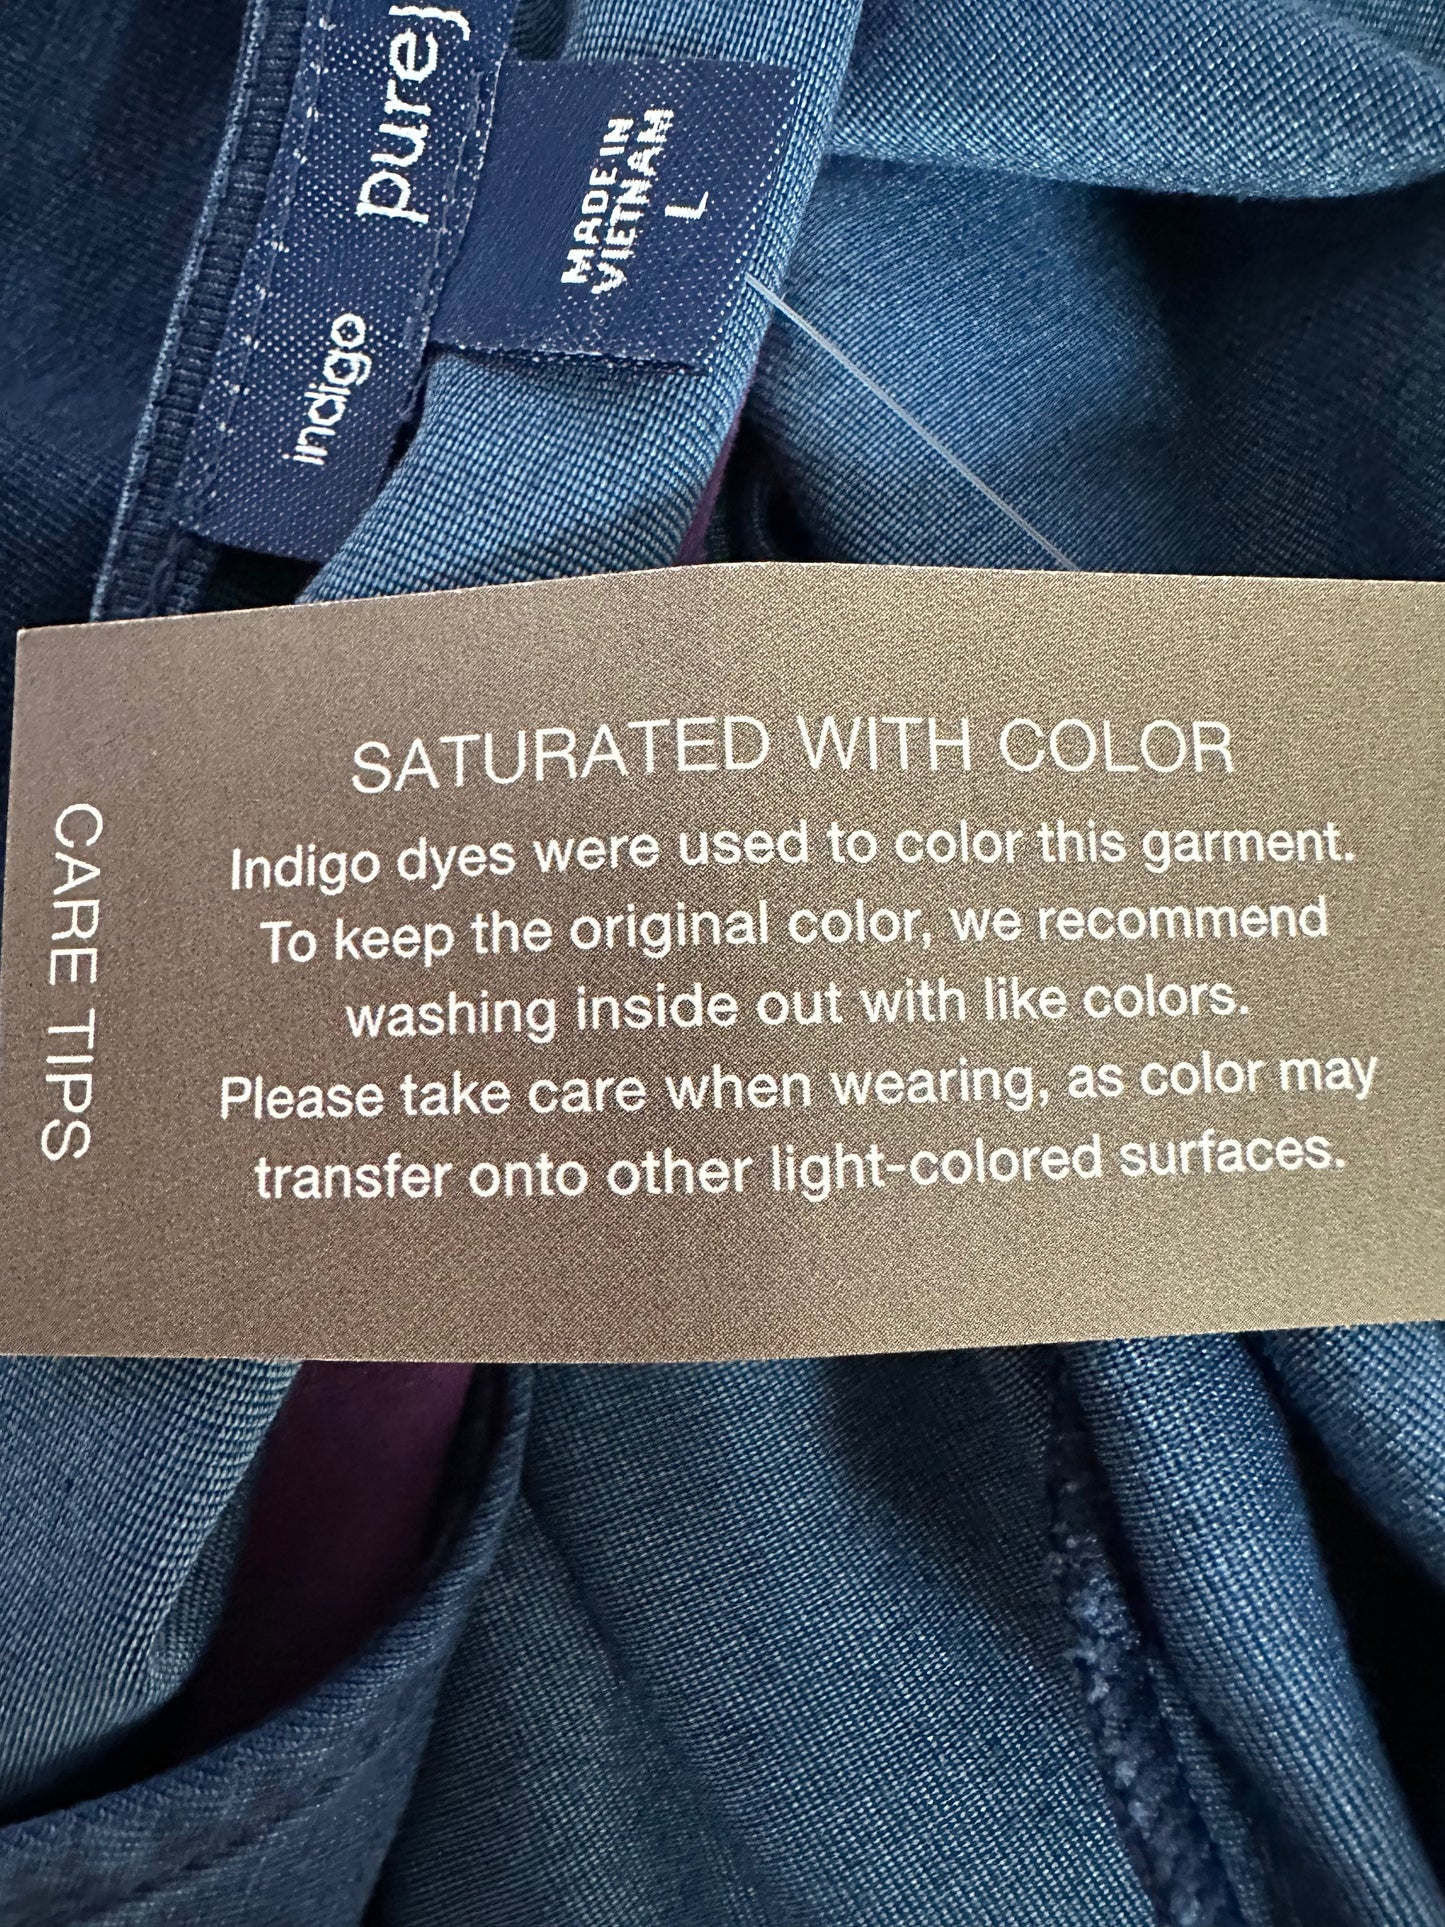 pureJ
indigo
MADE IN
VIETNAM
L
CARE TIPS
SATURATED WITH COLOR
Indigo dyes were used to color this garment.
To keep the original color, we recommend
washing inside out with like colors.
Please take care when wearing, as color may
transfer onto other light-colored surfaces.